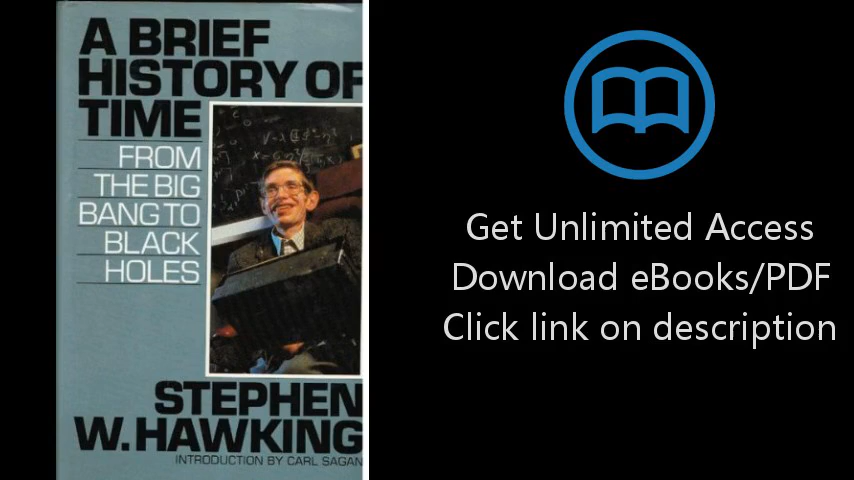 A BRIEF
HISTORY OF
TIME
FROM
THE BIG
BANG TO
BLACK
HOLES
STEPHEN
W. HAWKING
INTRODUCTION BY CARL SAGAN
Get Unlimited Access
Download eBooks/PDF
Click link on description